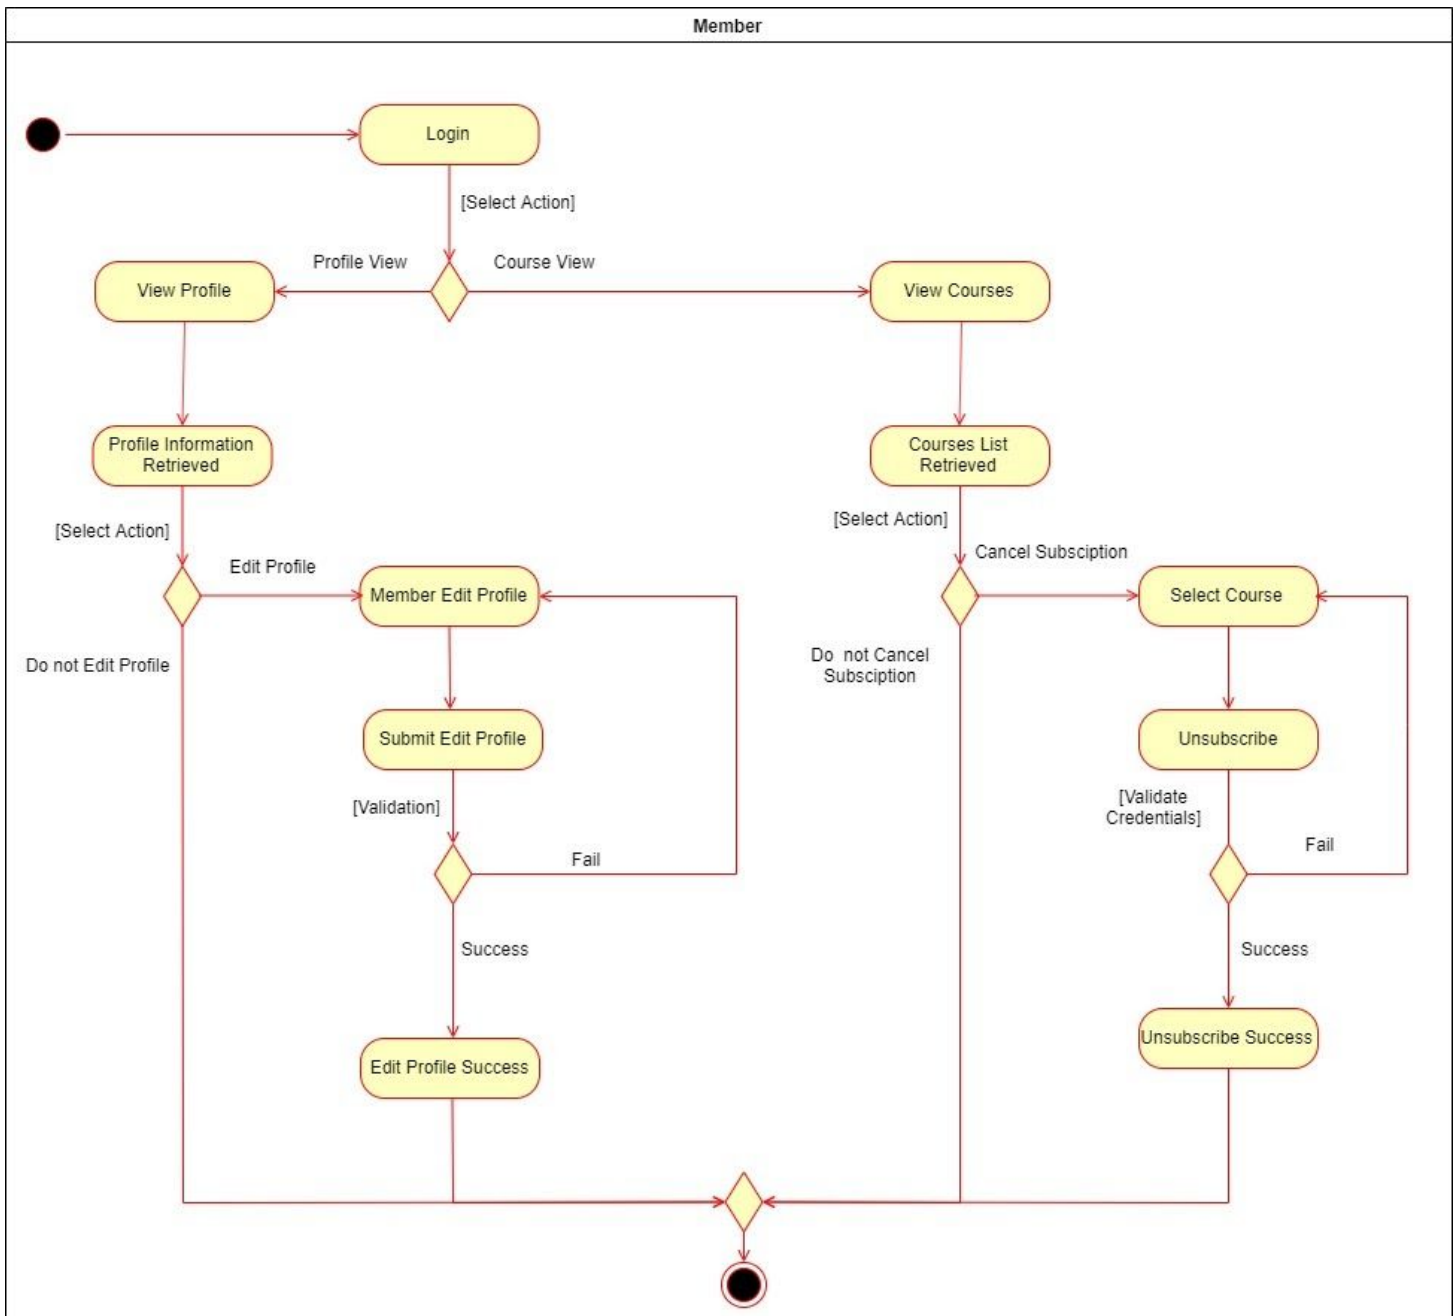 Member
Login
[Select Action]
Profile View
Course View
View Profile
View Courses
Profile Information
Retrieved
Courses List
Retrieved
[Select Action]
[Select Action]
Edit Profile
Cancel Subsciption
Member Edit Profile
Select Course
Do not Edit Profile
Do  not Cancel
Subsciption
Submit Edit Profile
Unsubscribe
[Validation]
[Validate
Credentials]
Fail
Fail
Success
Success
Edit Profile Success
Unsubscribe Success